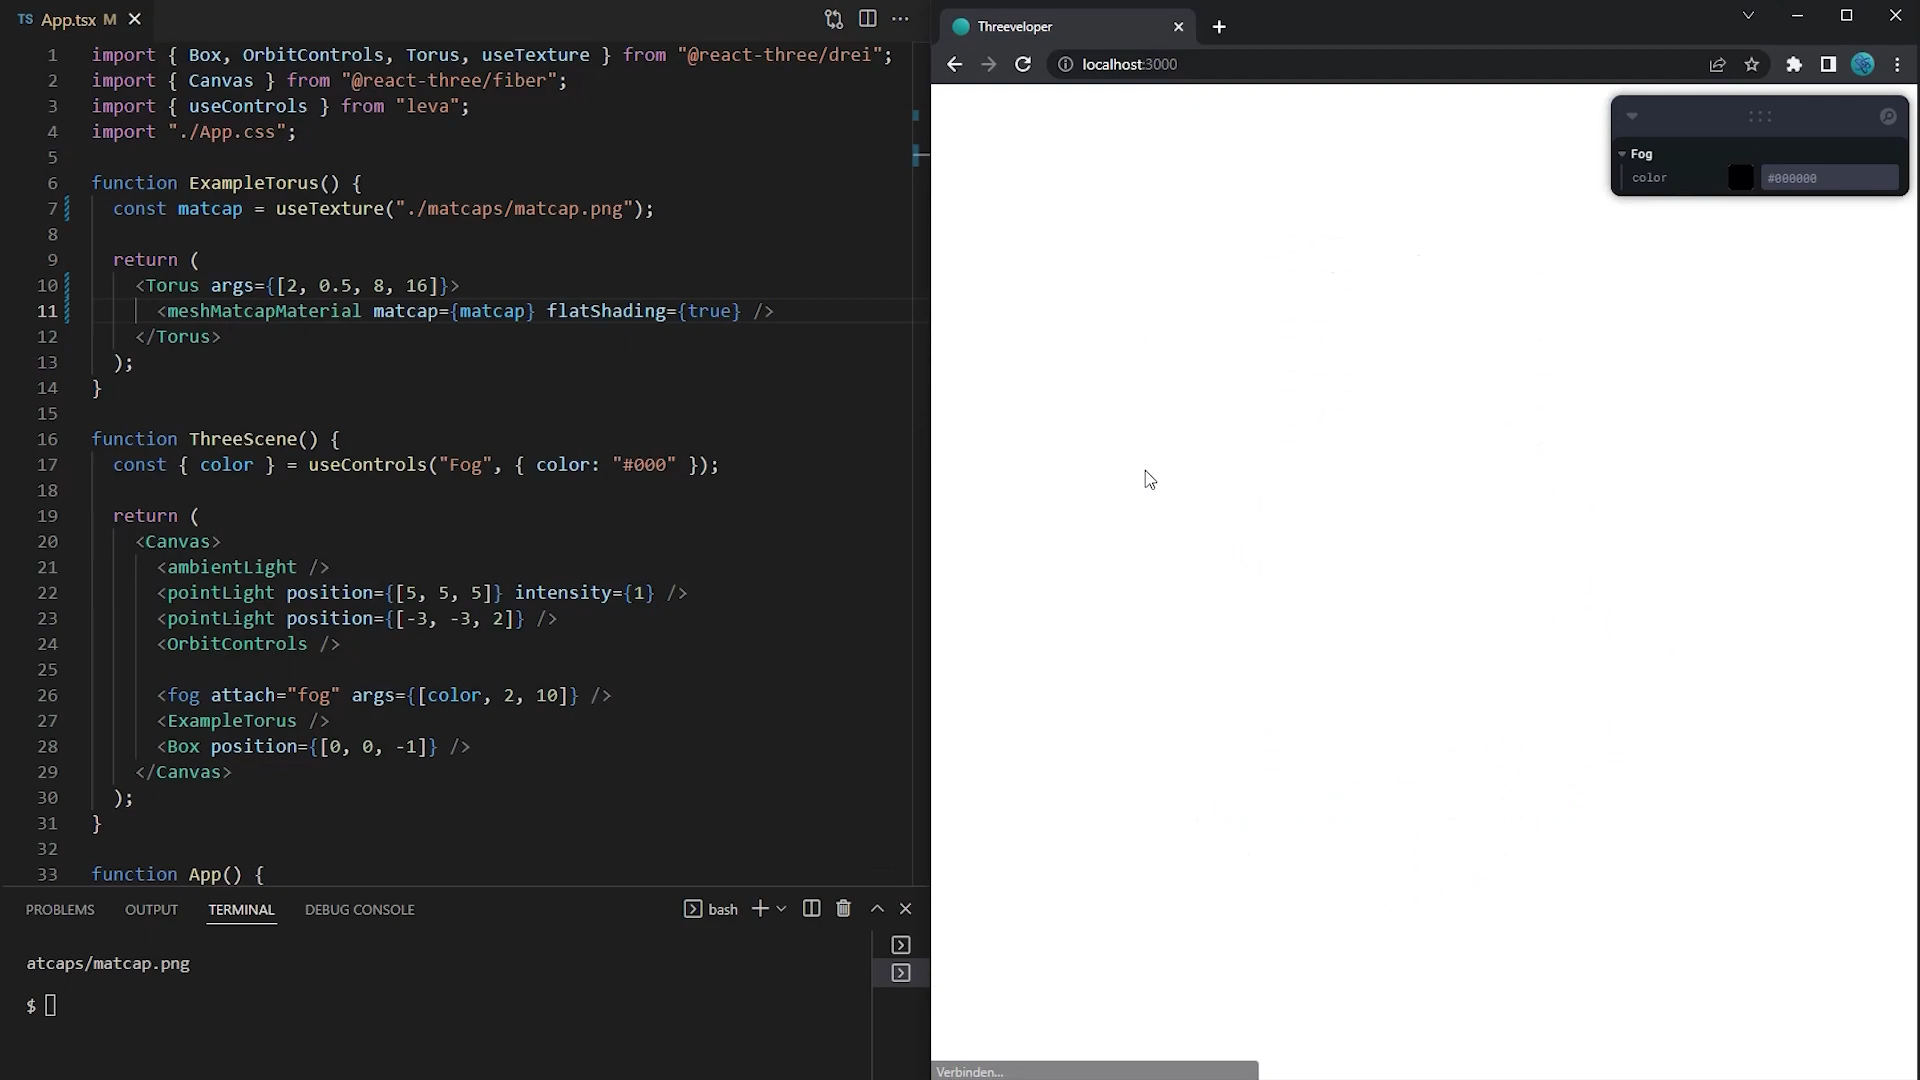 TS App.tsx M
1 import { Box, OrbitControls, Torus, useTexture } from "@react-three/drei";
2 import { Canvas } from "@react-three/fiber";
3 import { useControls } from "leva";
4 import "./App.css";
5
6 function ExampleTorus() {
7 const matcap = useTexture("./matcaps/matcap.png");
8
9 return (
10 <Torus args={[2, 0.5, 8, 16]}>
11 <meshMatcapMaterial matcap={matcap} flatShading={true} />
12 </Torus>
13 );
14 }
15
16 function ThreeScene() {
17 const { color } = useControls("Fog", { color: "#000" });
18
19 return (
20 <Canvas>
21 <ambientLight />
22 <pointLight position={[5, 5, 5]} intensity={1} />
23 <pointLight position={[-3, -3, 2]} />
24 <OrbitControls />
25
26 <fog attach="fog" args={[color, 2, 10]} />
27 <ExampleTorus />
28 <Box position={[0, 0, -1]} />
29 </Canvas>
30 );
31 }
32
33 function App() {
PROBLEMS OUTPUT TERMINAL DEBUG CONSOLE bash
atcaps/matcap.png
$
Threeveloper
localhost:3000
Fog
color #000000
Verbinden...